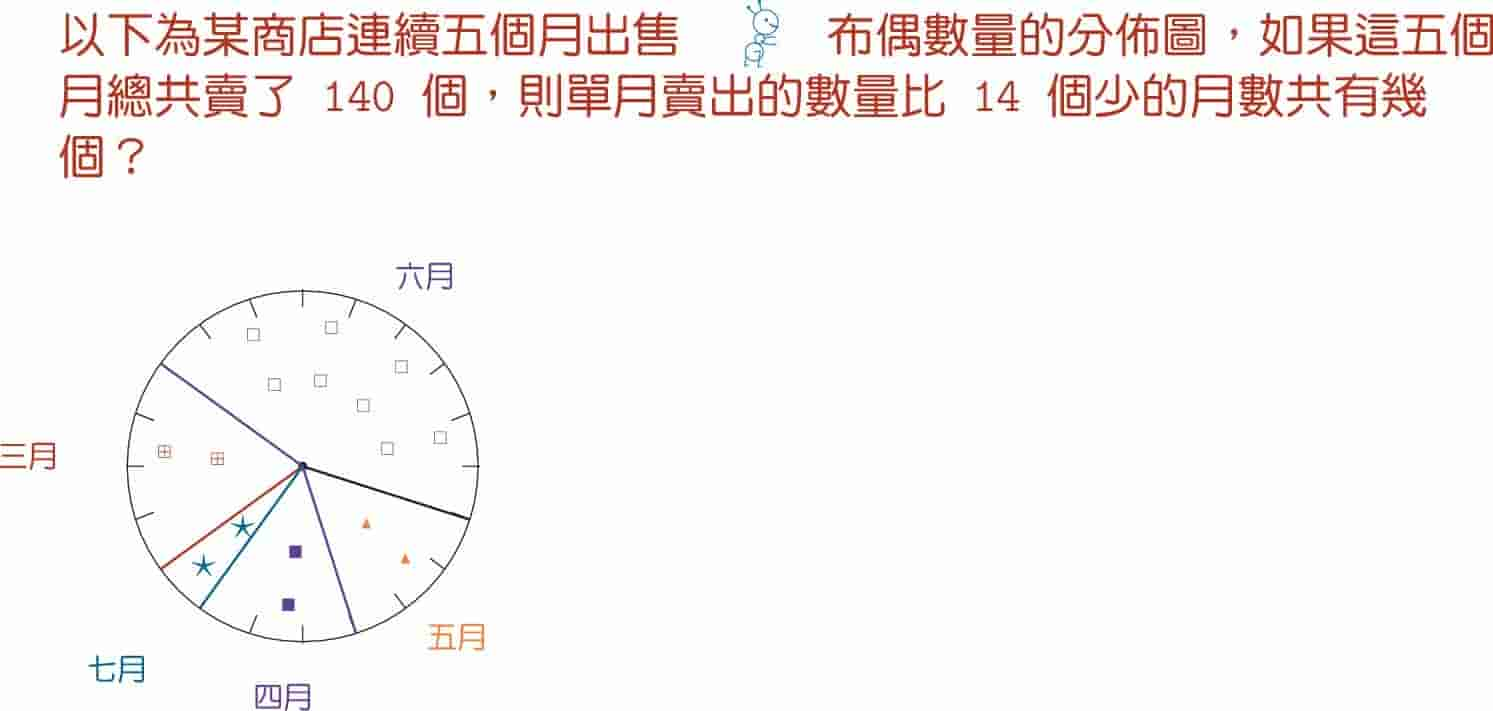 以下為某商店連續五個月出售 布偶數量的分佈圖，如果這五個
月總共賣了 140 個，則單月賣出的數量比 14 個少的月數共有幾
個？
六月
三月
五月
七月
四月